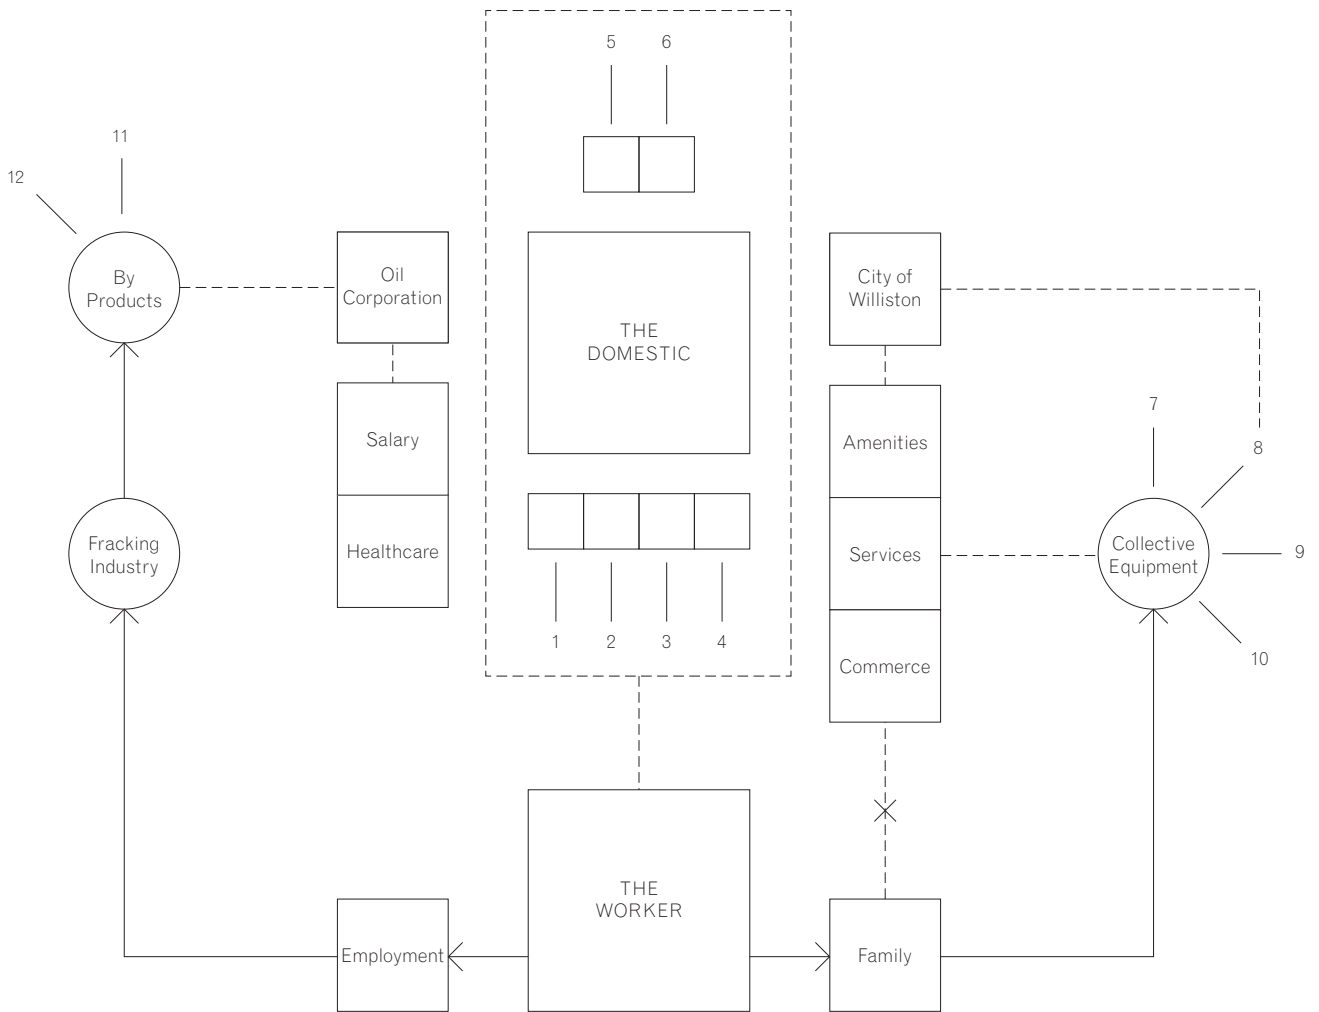 5
6
11
12
By
Products
Oil
Corporation
City of
Williston
THE
DOMESTIC
7
Salary
Amenities
8
Fracking
Industry
Healthcare
Services
Collective
Equipment
9
1
2
3
4
Commerce
10
THE
WORKER
Employment
Family